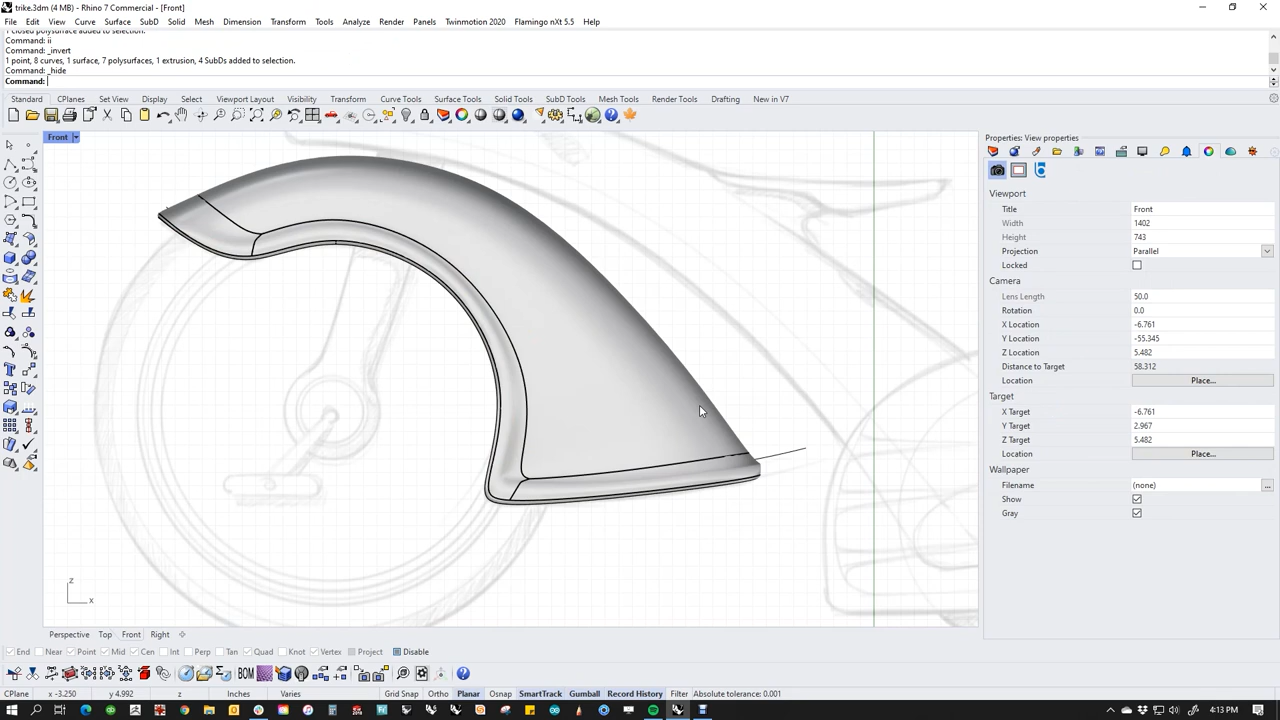 trike.3dm (4 MB) - Rhino 7 Commercial - [Front]
File Edit View Curve Surface SubD Solid Mesh Dimension Transform Tools Analyze Render Panels Twinmotion 2020 Flamingo nXt 5.5 Help
1 closed polysurface added to selection.
Command: ii
Command: _invert
1 point, 8 curves, 1 surface, 7 polysurfaces, 1 extrusion, 4 SubDs added to selection.
Command: _hide
Command:
Standard CPlanes Set View Display Select Viewport Layout Visibility Transform Curve Tools Surface Tools Solid Tools SubD Tools Mesh Tools Render Tools Drafting New in V7
Front
Properties: View properties
Viewport
Title Front
Width 1402
Height 743
Projection Parallel
Locked
Camera
Lens Length 50.0
Rotation 0.0
X Location -6.761
Y Location -55.345
Z Location 5.482
Distance to Target 58.312
Location Place...
Target
X Target -6.761
Y Target 2.967
Z Target 5.482
Location Place...
Wallpaper
Filename (none) ...
Show
Gray
z
x
Perspective Top Front Right
End Near Point Mid Cen Int Perp Tan Quad Knot Vertex Project Disable
BOM
CPlane x -3.250 y 4.992 z Inches Varies Grid Snap Ortho Planar Osnap SmartTrack Gumball Record History Filter Absolute tolerance: 0.001
4:13 PM